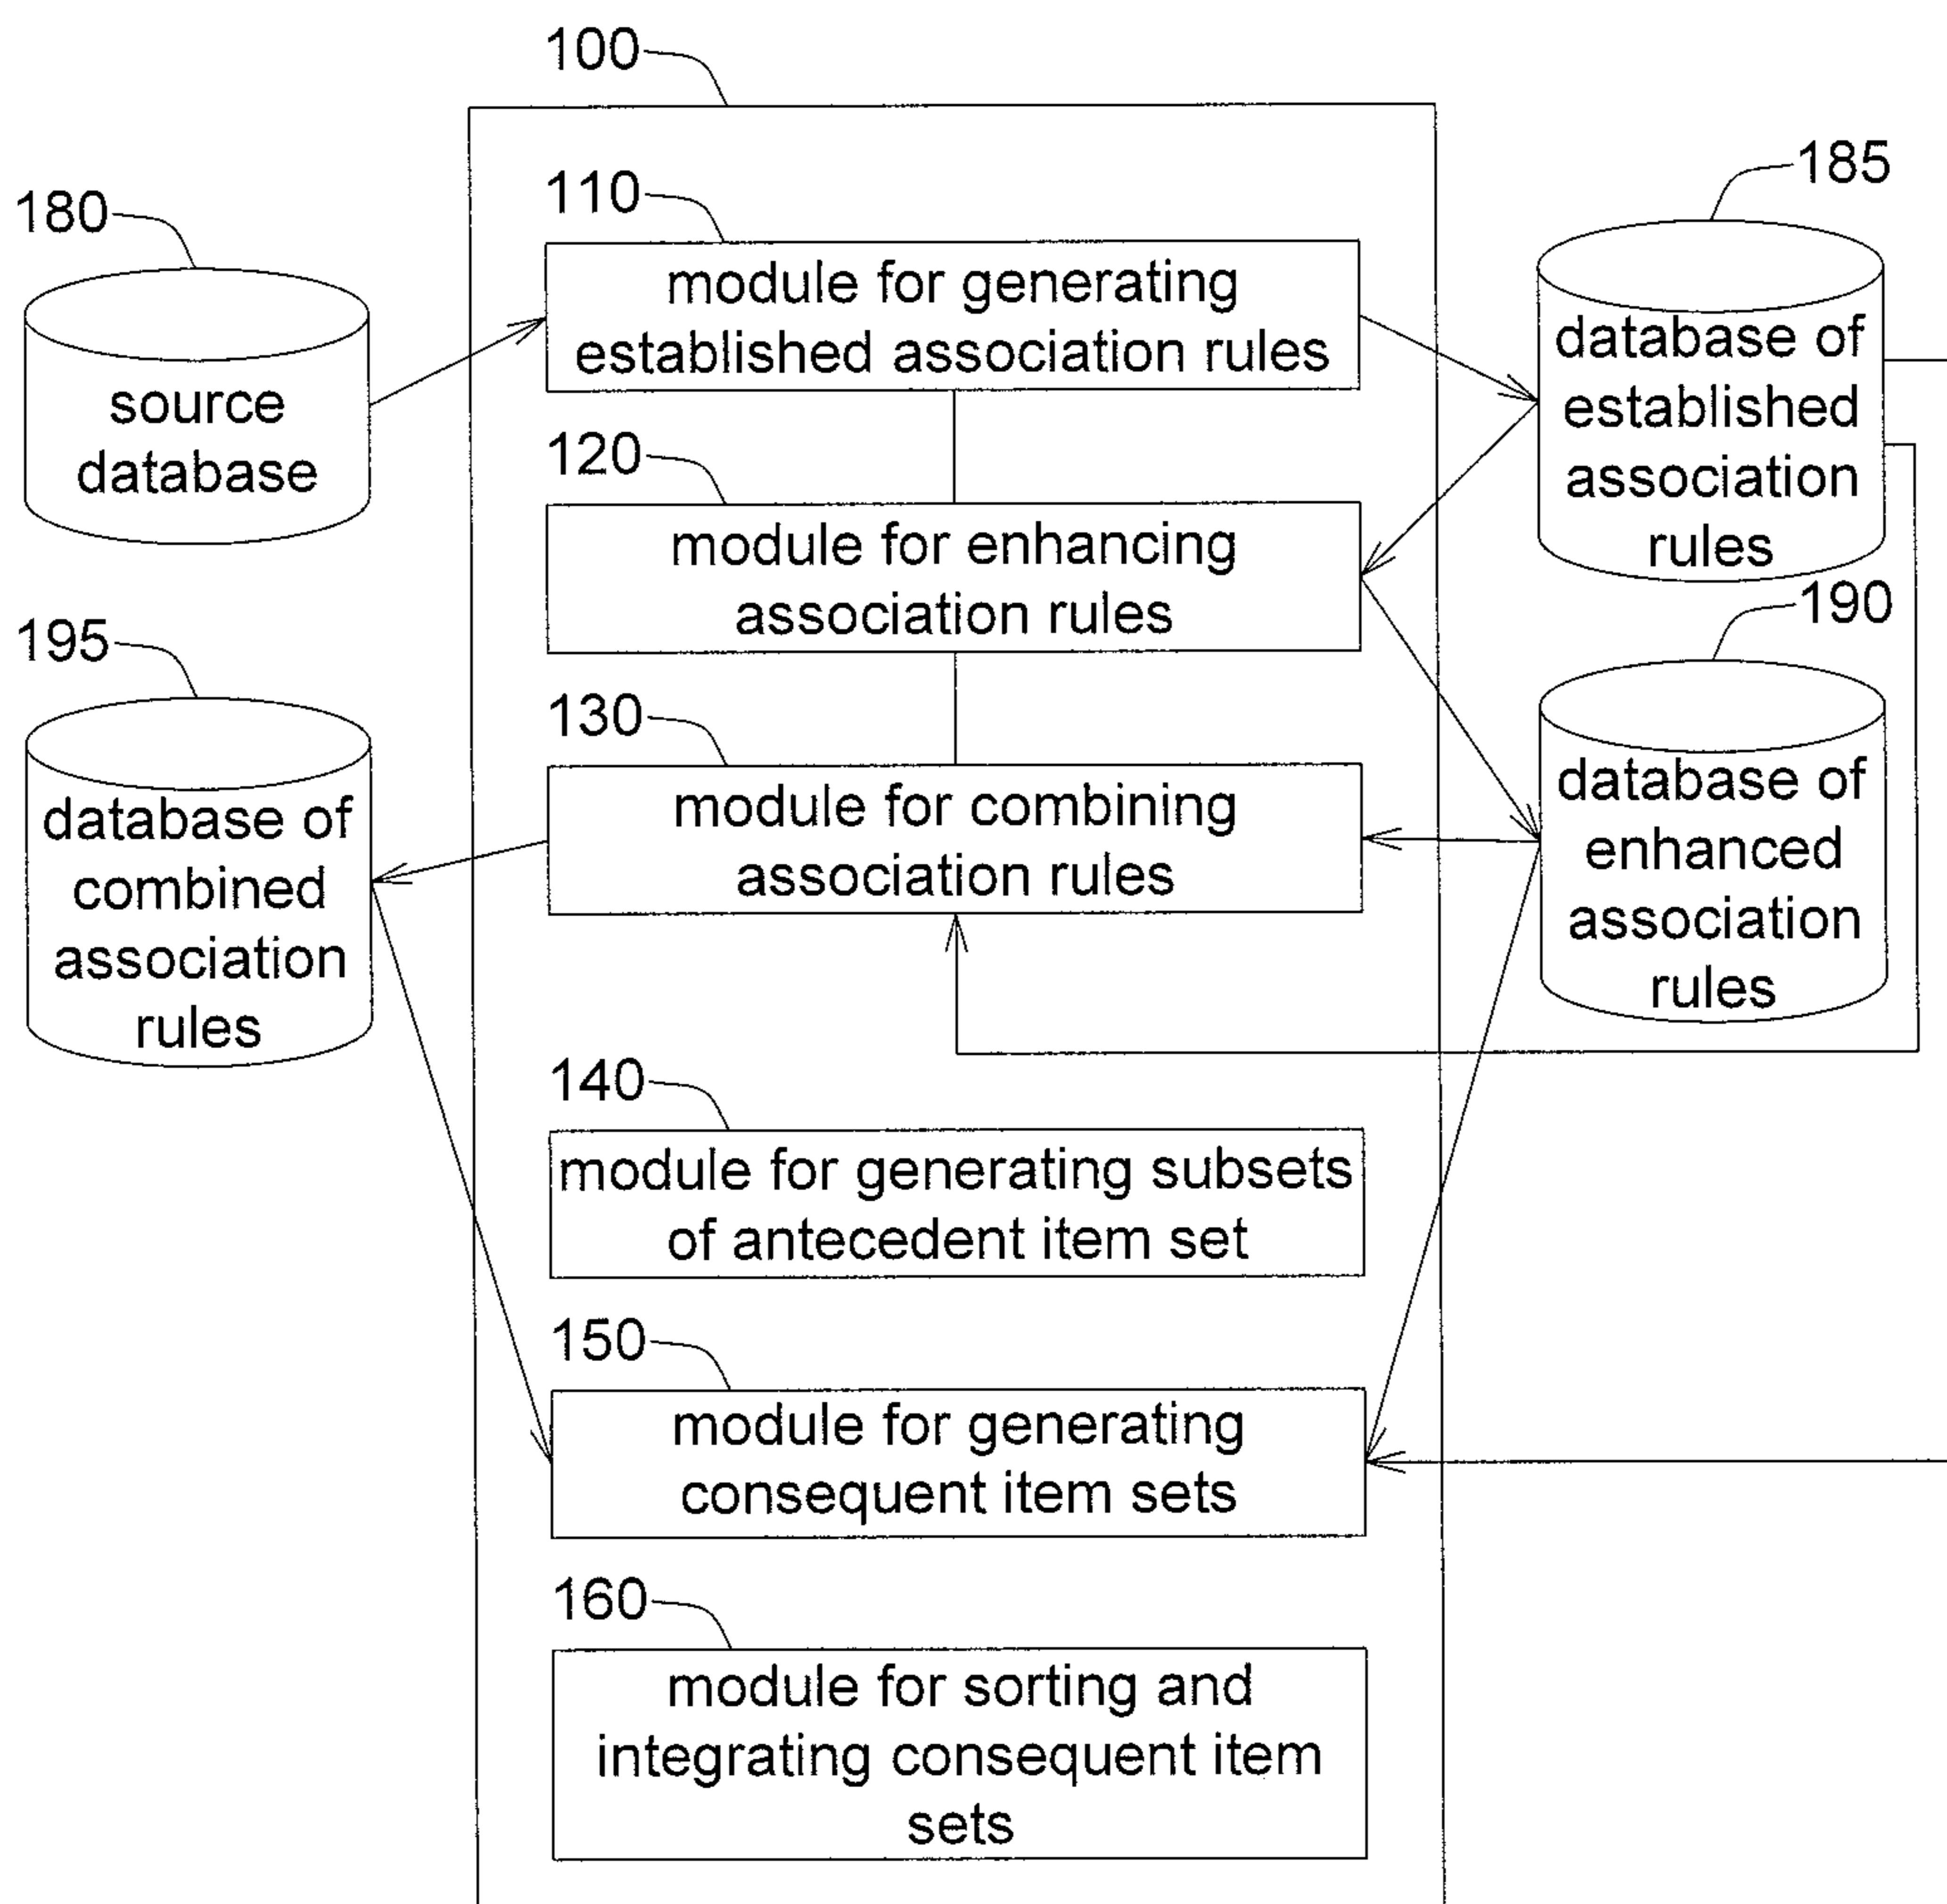 100
110
module for generating
established association rules
180
source
database
185
database of
established
association
rules
120
module for enhancing
association rules
190
database of
enhanced
association
rules
195
database of
combined
association
rules
130
module for combining
association rules
140
module for generating subsets
of antecedent item set
150
module for generating
consequent item sets
160
module for sorting and
integrating consequent item
sets